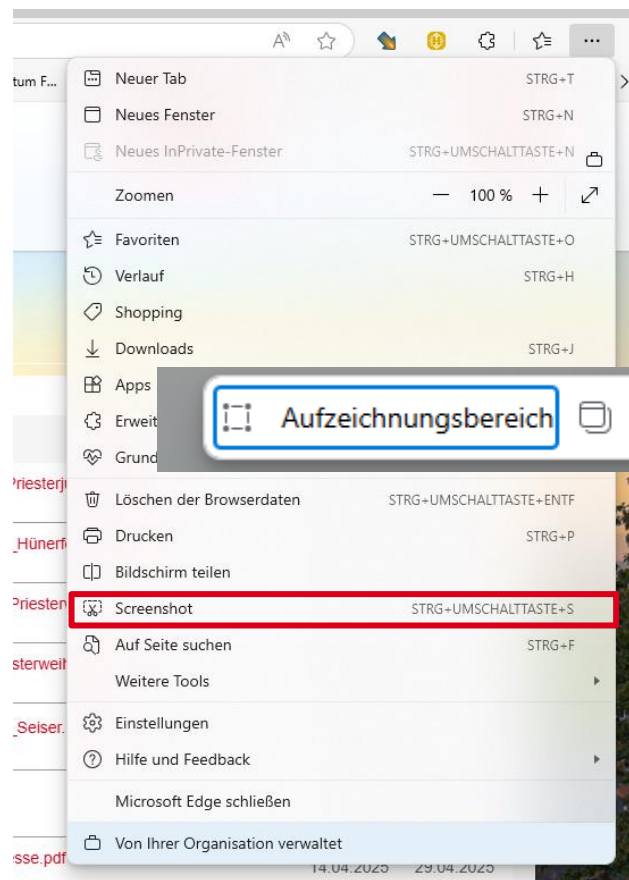 tum F...
Neuer Tab STRG+T
Neues Fenster STRG+N
Neues InPrivate-Fenster STRG+UMSCHALTTASTE+N
Zoomen 100 %
Favoriten STRG+UMSCHALTTASTE+O
Verlauf STRG+H
Shopping
Downloads STRG+J
Apps
Aufzeichnungsbereich
Erweit
Grund
Löschen der Browserdaten STRG+UMSCHALTTASTE+ENTF
Drucken STRG+P
_Hünerf
Bildschirm teilen
Screenshot STRG+UMSCHALTTASTE+S
Auf Seite suchen STRG+F
sterweih
Weitere Tools
_Seiser.
Einstellungen
Hilfe und Feedback
Microsoft Edge schließen
Von Ihrer Organisation verwaltet
sse.pdf
14.04.2025 29.04.2025